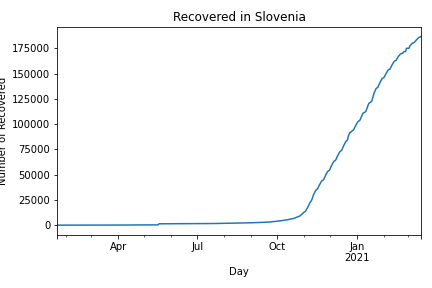 Recovered in Slovenia
175000
150000
125000
100000
75000
50000
25000
0
Number of Recovered
Apr
Jul
Oct
Jan
2021
Day